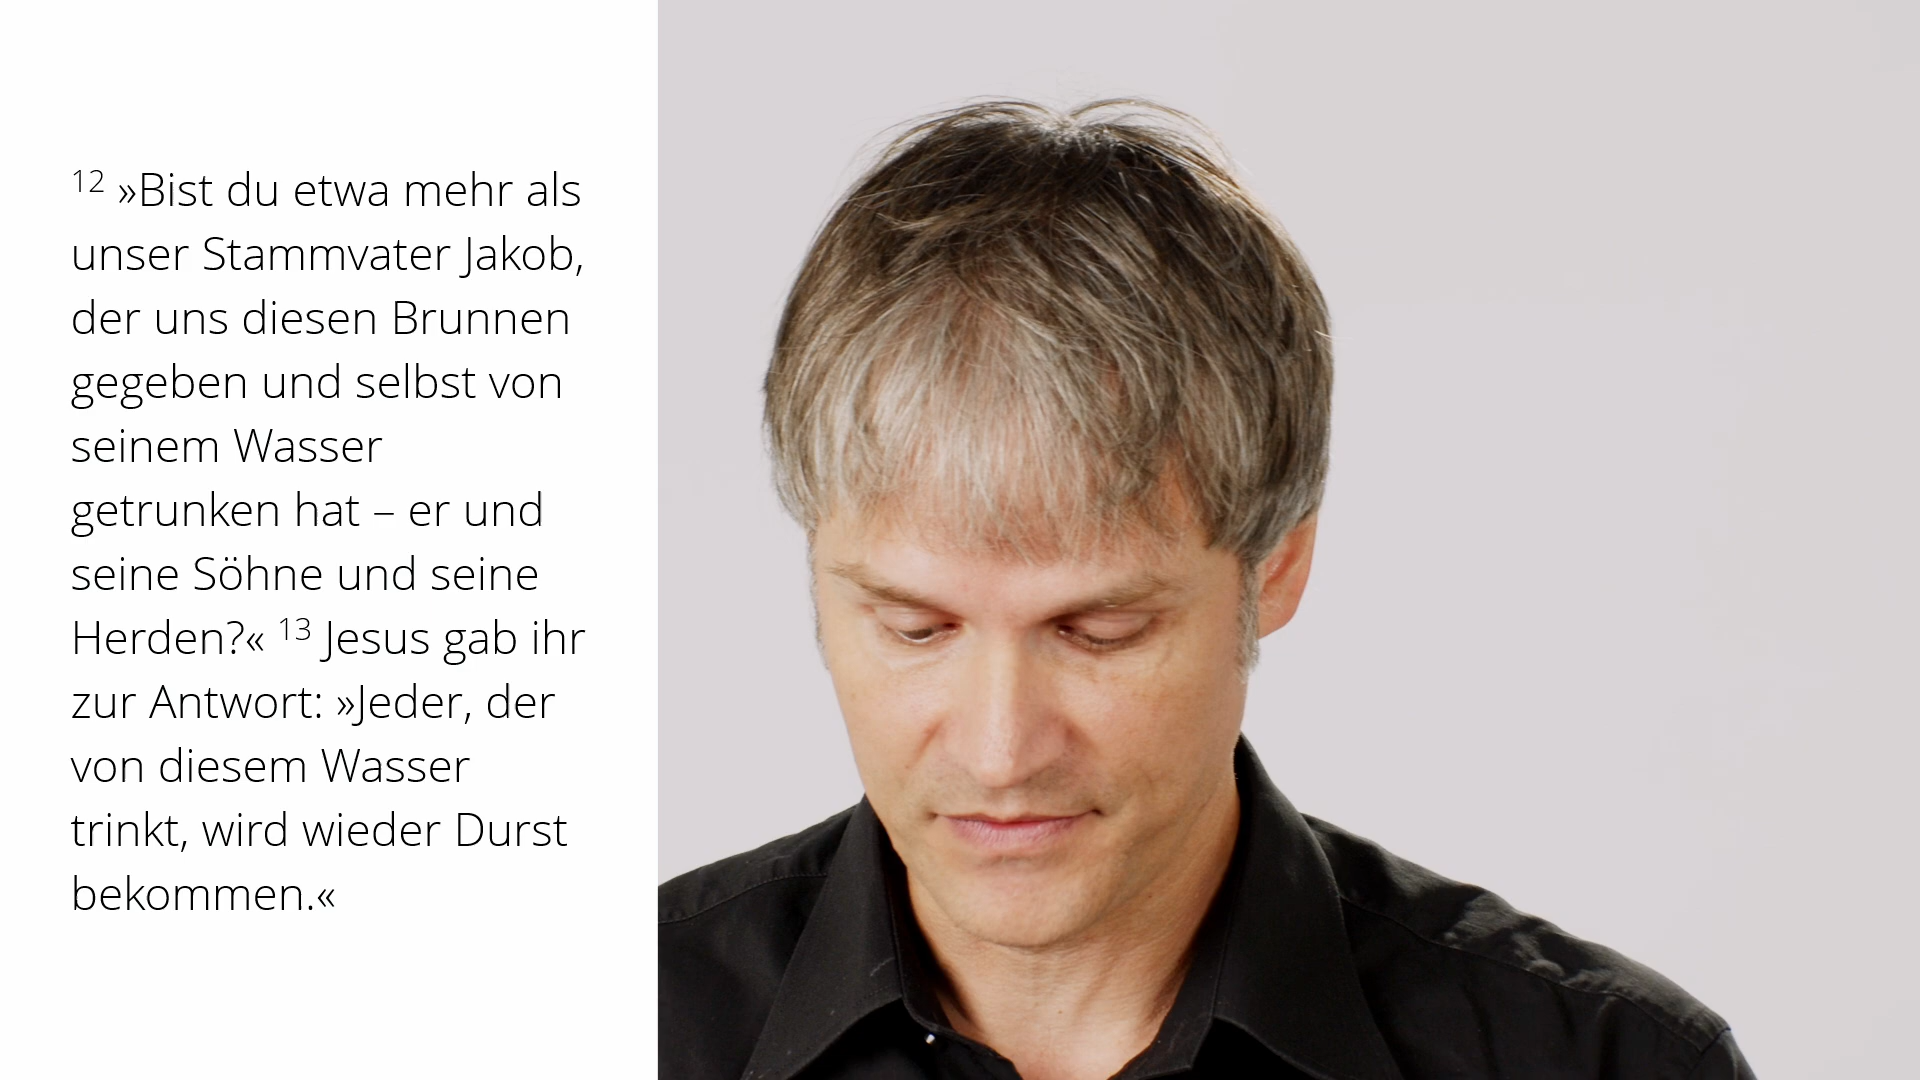 12 »Bist du etwa mehr als
unser Stammvater Jakob,
der uns diesen Brunnen
gegeben und selbst von
seinem Wasser
getrunken hat – er und
seine Söhne und seine
Herden?« 13 Jesus gab ihr
zur Antwort: »Jeder, der
von diesem Wasser
trinkt, wird wieder Durst
bekommen.«